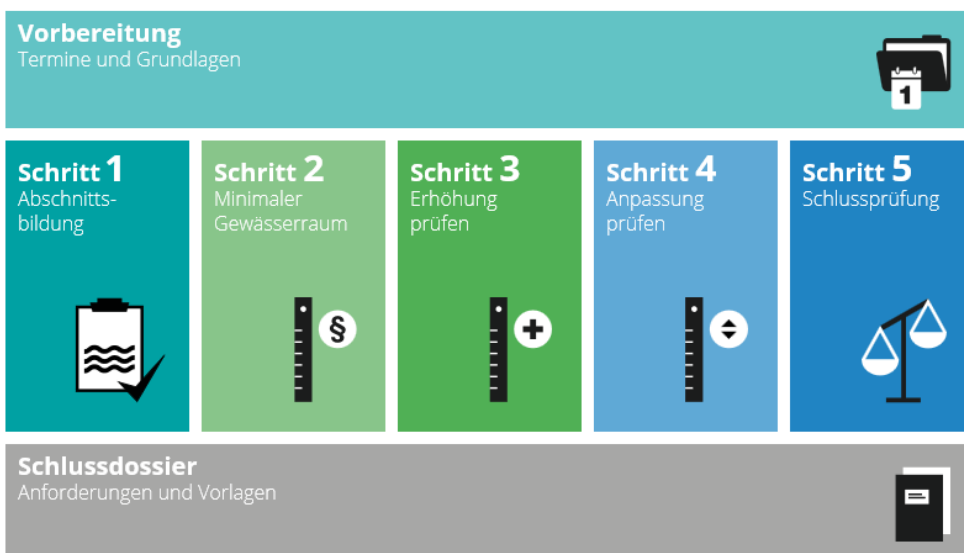 Vorbereitung
Termine und Grundlagen
1
Schritt 1
Abschnitts-
bildung
Schritt 2
Minimaler
Gewässerraum
§
Schritt 3
Erhöhung
prüfen
Schritt 4
Anpassung
prüfen
Schritt 5
Schlussprüfung
Schlussdossier
Anforderungen und Vorlagen